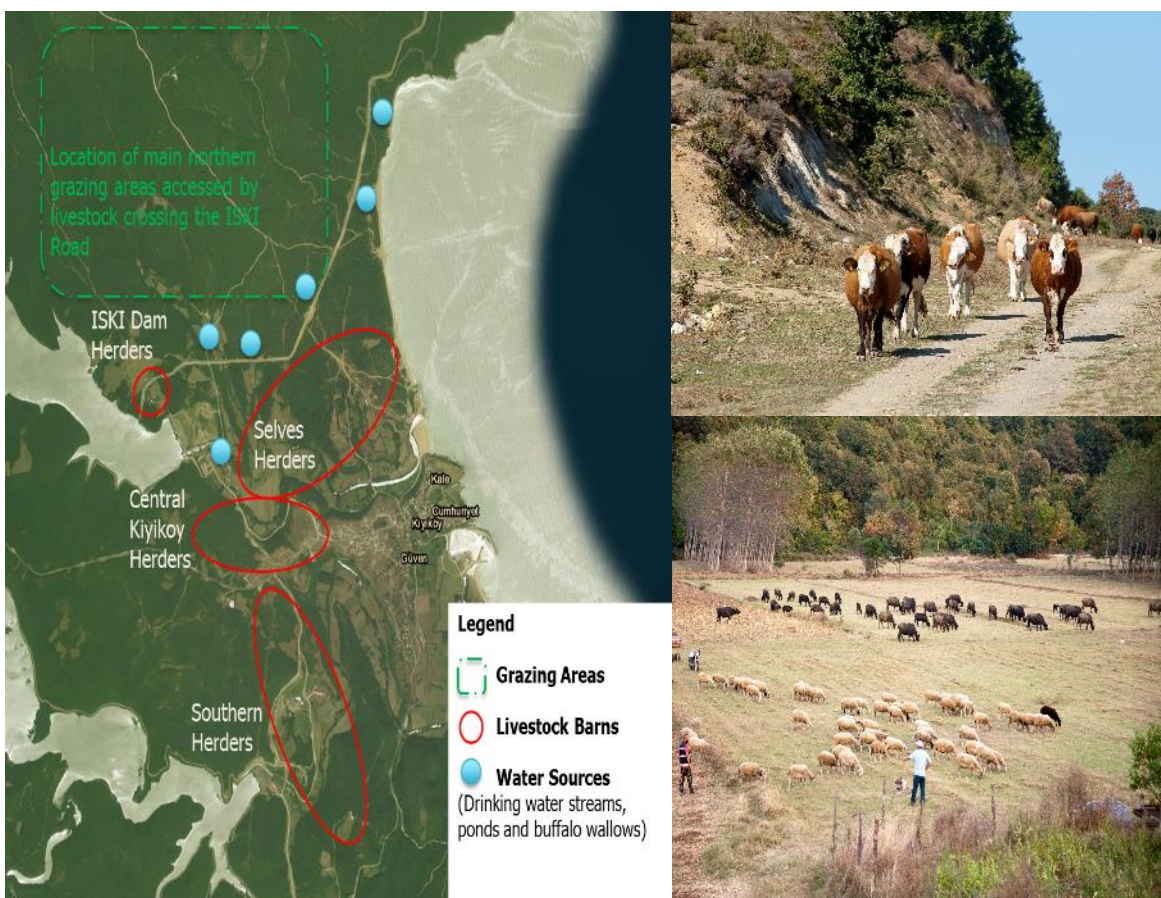 Location of main northern
grazing areas accessed by
livestock crossing the ISKI
Road
ISKI Dam
Herders
Selves
Herders
Central
Kiyikoy
Herders
Kale
Cumhuriyet
Kıyıköy
Güven
Southern
Herders
Legend
Grazing Areas
Livestock Barns
Water Sources
(Drinking water streams,
ponds and buffalo wallows)